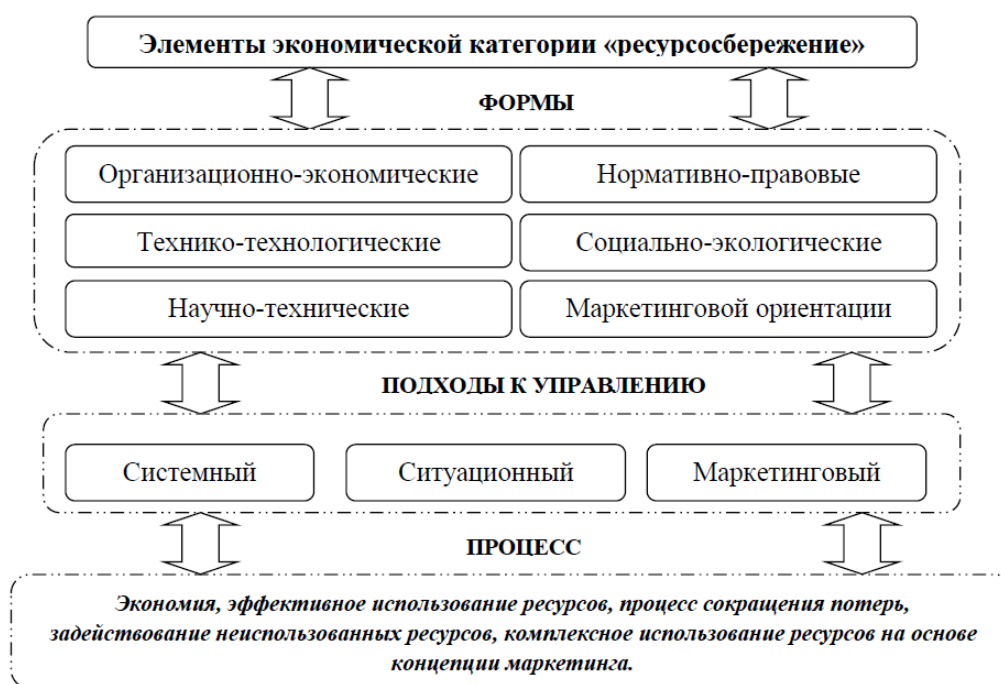 Элементы экономической категории «ресурсосбережение»
ФОРМЫ
Организационно-экономические
Нормативно-правовые
Технико-технологические
Социально-экологические
Научно-технические
Маркетинговой ориентации
ПОДХОДЫ К УПРАВЛЕНИЮ
Системный
Ситуационный
Маркетинговый
ПРОЦЕСС
Экономия, эффективное использование ресурсов, процесс сокращения потерь,
задействование неиспользованных ресурсов, комплексное использование ресурсов на основе
концепции маркетинга.